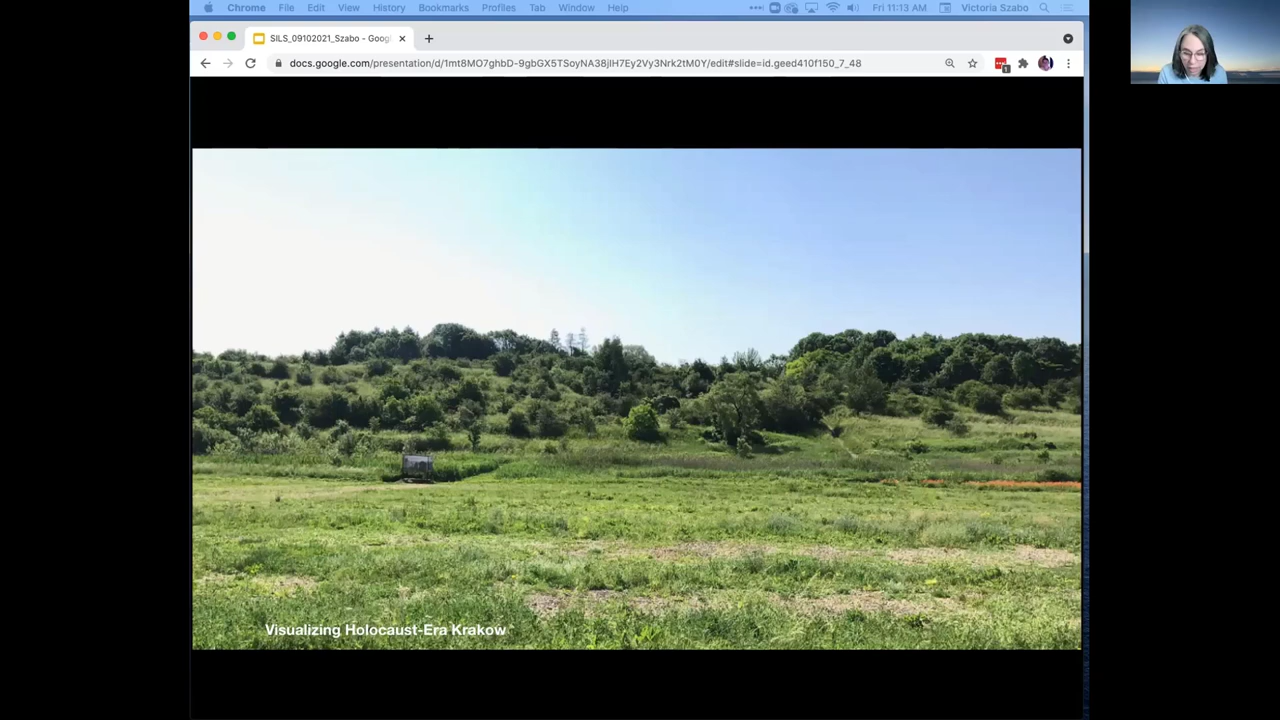 Chrome File Edit View History Bookmarks Profiles Tab Window Help Fri 11:13 AM Victoria Szabo
SILS_09102021_Szabo - Goog
docs.google.com/presentation/d/1mt8MO7ghbD-9gbGX5TSoyNA38jlH7Ey2Vy3Nrk2tM0Y/edit#slide=id.geed410f150_7_48
1
Visualizing Holocaust-Era Krakow